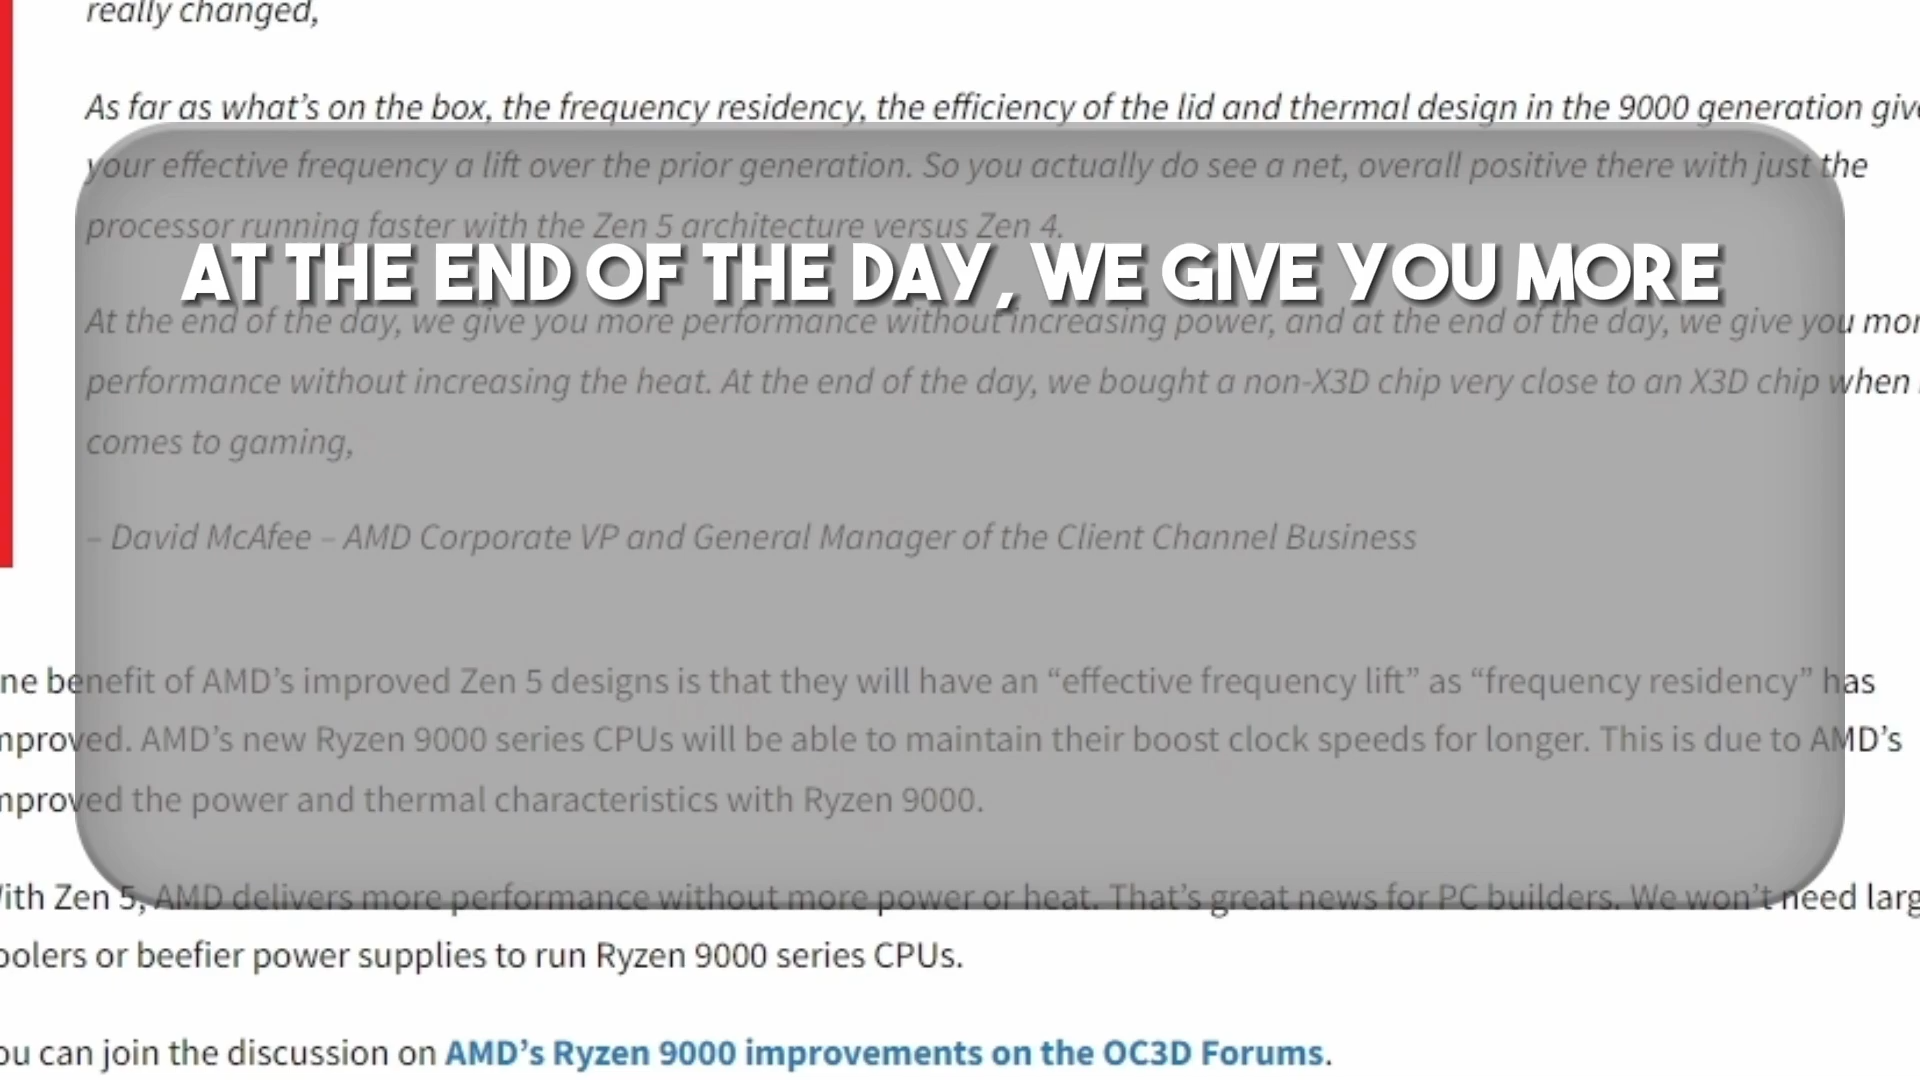 really changed,
As far as what's on the box, the frequency residency, the efficiency of the lid and thermal design in the 9000 generation giv
your effective frequency a lift over the prior generation. So you actually do see a net, overall positive there with just the
processor running faster with the Zen 5 architecture versus Zen 4.
AT THE END OF THE DAY, WE GIVE YOU MORE
At the end of the day, we give you more performance without increasing power, and at the end of the day, we give you mor
performance without increasing the heat. At the end of the day, we bought a non-X3D chip very close to an X3D chip when
comes to gaming,
– David McAfee – AMD Corporate VP and General Manager of the Client Channel Business
ne benefit of AMD's improved Zen 5 designs is that they will have an “effective frequency lift” as “frequency residency” has
mproved. AMD's new Ryzen 9000 series CPUs will be able to maintain their boost clock speeds for longer. This is due to AMD's
mproved the power and thermal characteristics with Ryzen 9000.
ith Zen 5, AMD delivers more performance without more power or heat. That's great news for PC builders. We won't need larg
oolers or beefier power supplies to run Ryzen 9000 series CPUs.
ou can join the discussion on AMD's Ryzen 9000 improvements on the OC3D Forums.